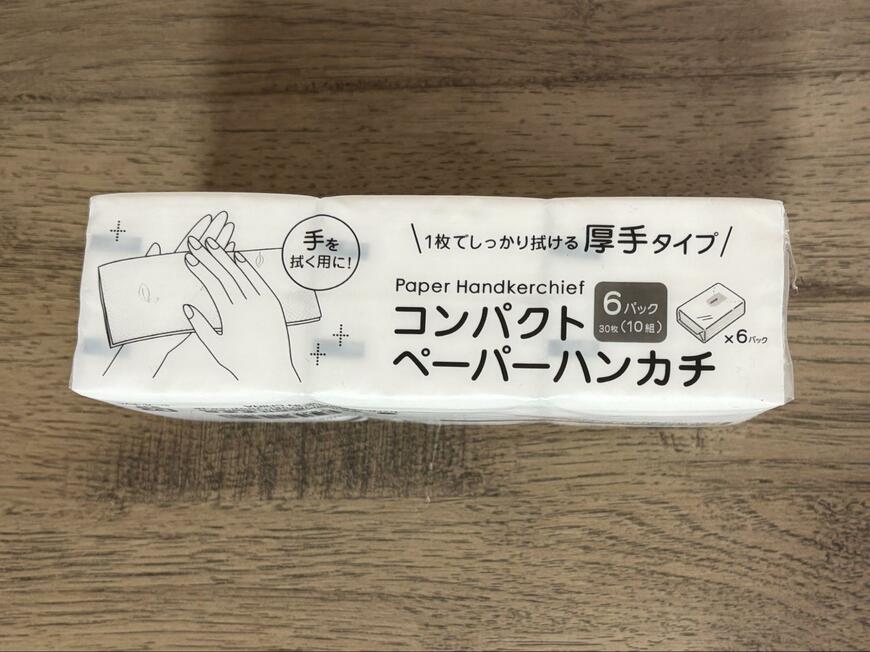 手を
拭く用に!
\1枚でしっかり拭ける厚手タイプ/
Paper Handkerchief
コンパクト
ペーパーハンカチ
6パック
30枚(10組)
×6パック